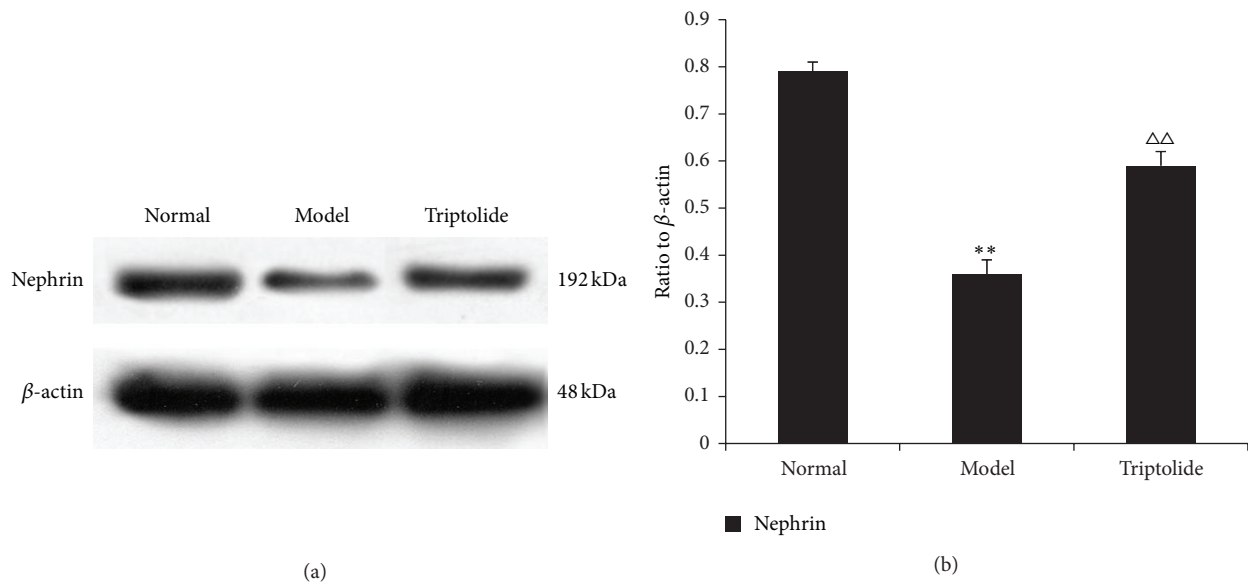 Normal Model Triptolide
Nephrin 192 kDa
β-actin 48 kDa
(a)
Ratio to β-actin
0.9
0.8
0.7
0.6
0.5
0.4
0.3
0.2
0.1
0
**
△△
Normal Model Triptolide
Nephrin
(b)